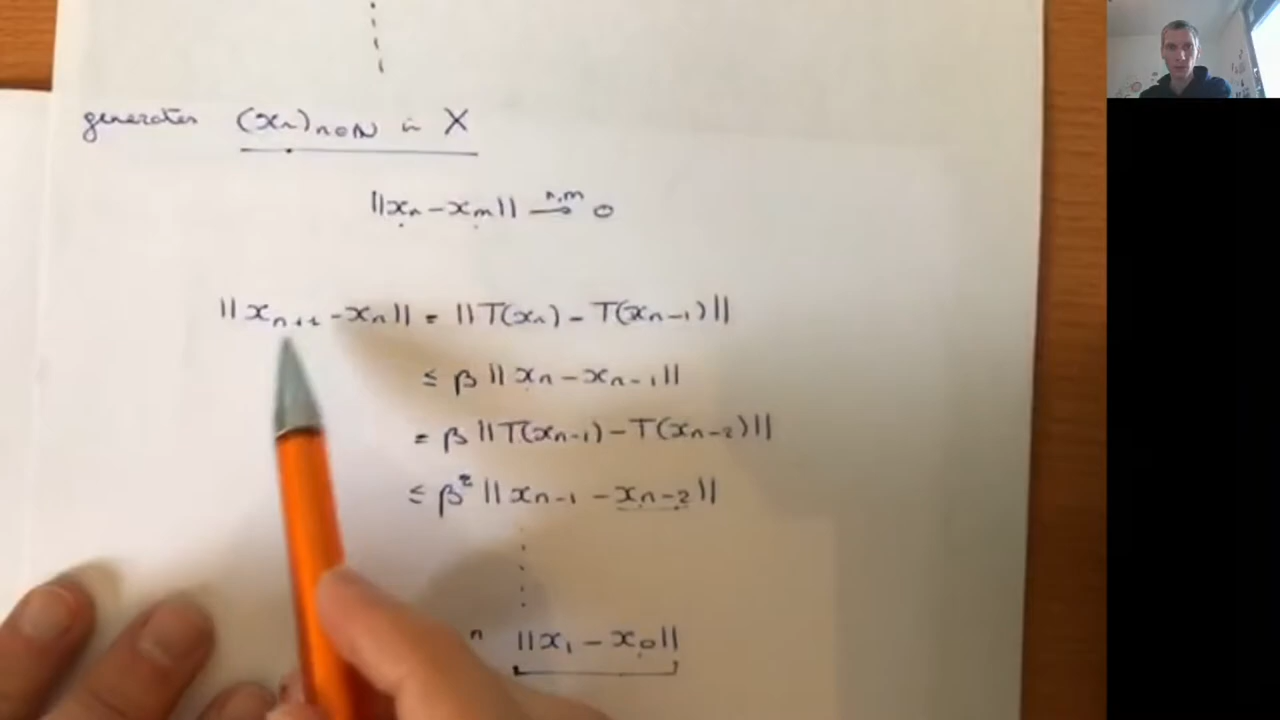 generates (xₙ)ₙ∈ℕ in X
||xₙ - xₘ|| →ⁿ,ᵐ 0
||xₙ₊₁ - xₙ|| = ||T(xₙ) - T(xₙ₋₁)||
≤ β ||xₙ - xₙ₋₁||
= β ||T(xₙ₋₁) - T(xₙ₋₂)||
≤ β² ||xₙ₋₁ - xₙ₋₂||
ⁿ ||x₁ - x₀||